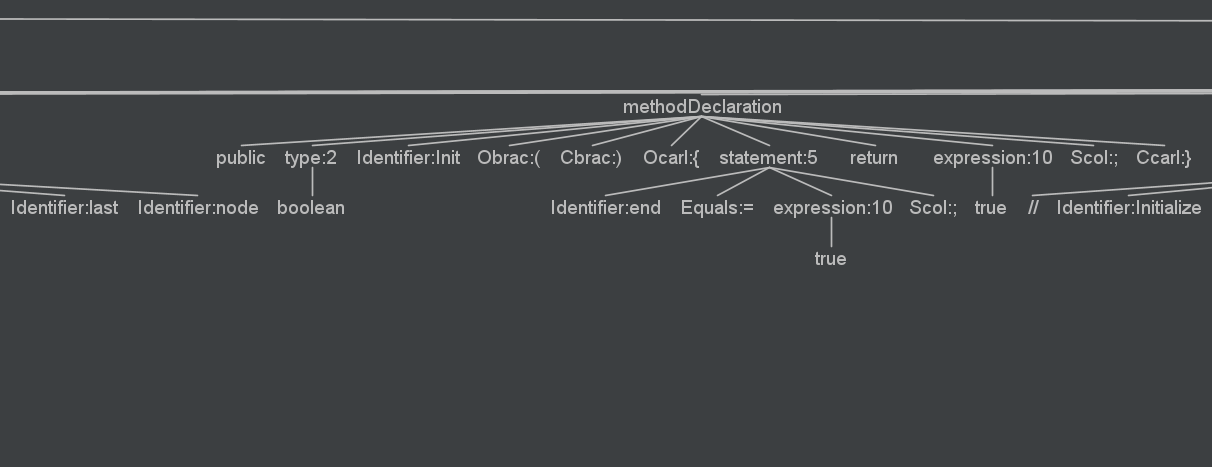 methodDeclaration
public type:2 Identifier:Init Obrac:( Cbrac:) Ocarl:{ statement:5 return expression:10 Scol:; Ccarl:}
Identifier:last Identifier:node boolean Identifier:end Equals:= expression:10 Scol:; true // Identifier:Initialize
true